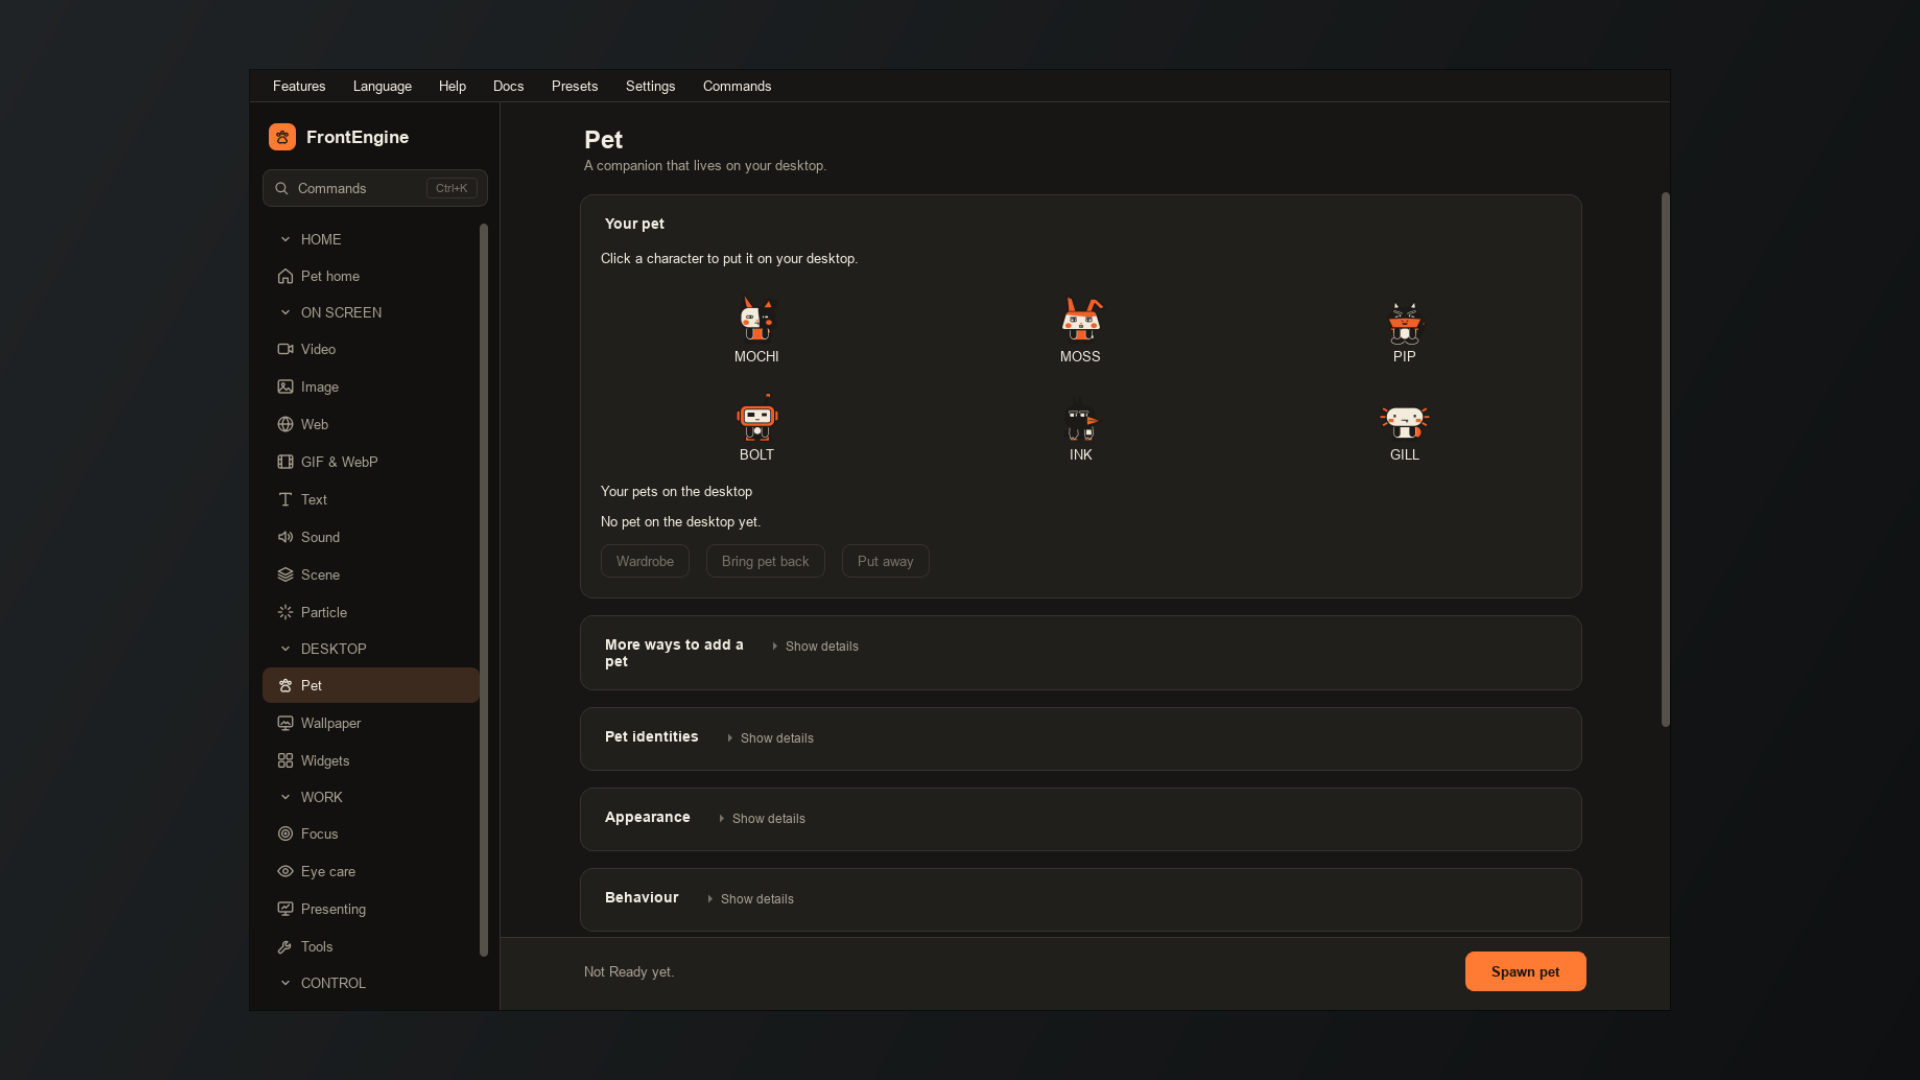 Features Language Help Docs Presets Settings Commands
FrontEngine
Commands Ctrl+K
HOME
Pet home
ON SCREEN
Video
Image
Web
GIF & WebP
Text
Sound
Scene
Particle
DESKTOP
Pet
Wallpaper
Widgets
WORK
Focus
Eye care
Presenting
Tools
CONTROL
Pet
A companion that lives on your desktop.
Your pet
Click a character to put it on your desktop.
MOCHI MOSS PIP
BOLT INK GILL
Your pets on the desktop
No pet on the desktop yet.
Wardrobe Bring pet back Put away
More ways to add a
pet
Show details
Pet identities Show details
Appearance Show details
Behaviour Show details
Not Ready yet. Spawn pet